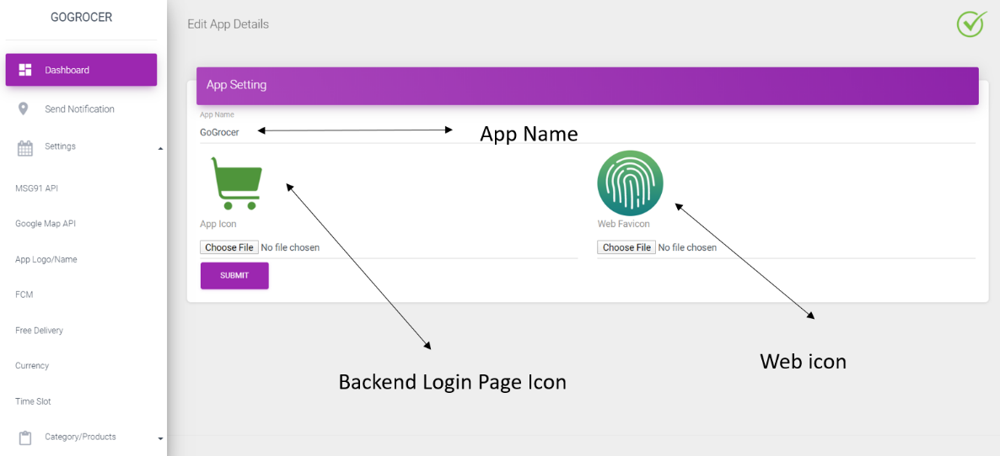 GOGROCER
Edit App Details
Dashboard
Send Notification
Settings
MSG91 API
Google Map API
App Logo/Name
FCM
Free Delivery
Currency
Time Slot
Category/Products
App Setting
App Name
GoGrocer
App Name
App Icon
Web Favicon
Choose File No file chosen
Choose File No file chosen
SUBMIT
Backend Login Page Icon
Web icon